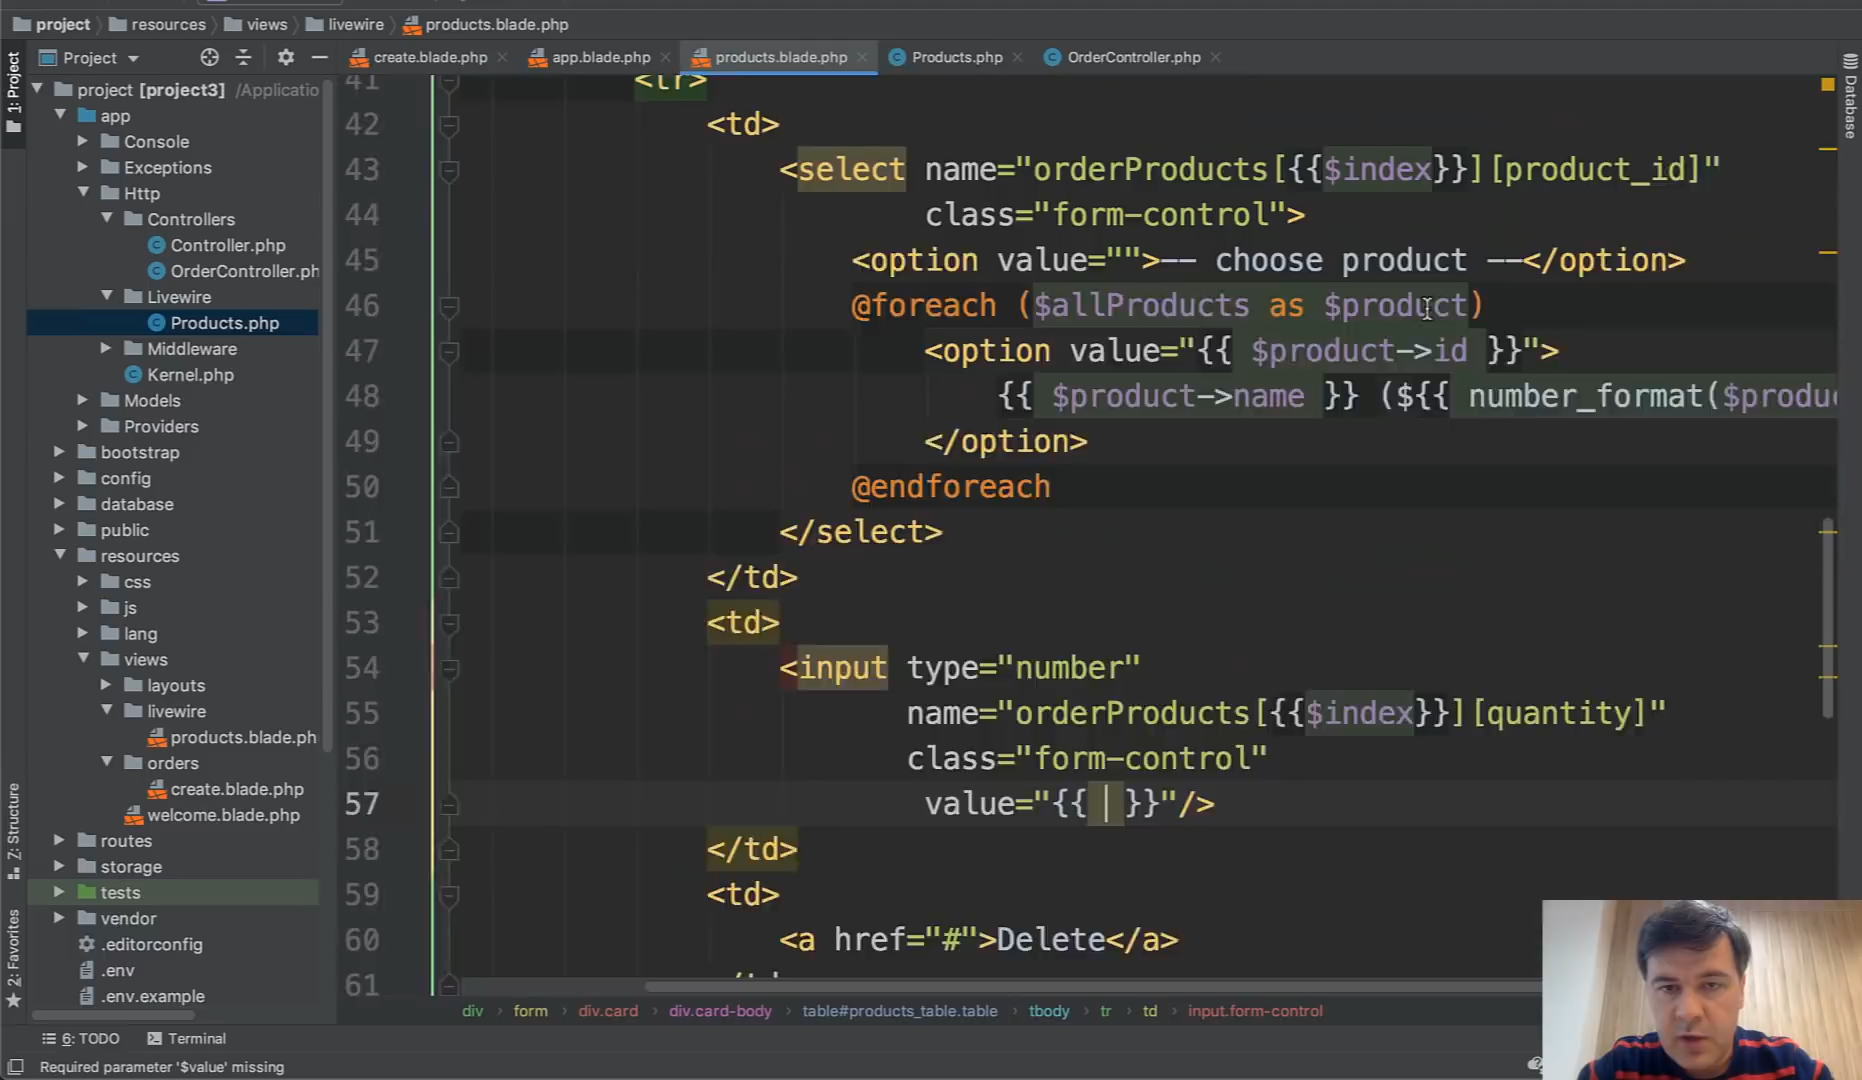 project resources views livewire products.blade.php
Project
create.blade.php app.blade.php products.blade.php Products.php OrderController.php
1: Project
Z: Structure
2: Favorites
Database
project [project3] /Applicatio
app
Console
Exceptions
Http
Controllers
Controller.php
OrderController.ph
Livewire
Products.php
Middleware
Kernel.php
Models
Providers
bootstrap
config
database
public
resources
css
js
lang
views
layouts
livewire
products.blade.ph
orders
create.blade.php
welcome.blade.php
routes
storage
tests
vendor
.editorconfig
.env
.env.example
41 <tr>
42 <td>
43 <select name="orderProducts[{{$index}}][product_id]"
44 class="form-control">
45 <option value="">-- choose product --</option>
46 @foreach ($allProducts as $product)
47 <option value="{{ $product->id }}">
48 {{ $product->name }} (${{ number_format($produc
49 </option>
50 @endforeach
51 </select>
52 </td>
53 <td>
54 <input type="number"
55 name="orderProducts[{{$index}}][quantity]"
56 class="form-control"
57 value="{{ }}"/>
58 </td>
59 <td>
60 <a href="#">Delete</a>
61
div form div.card div.card-body table#products_table.table tbody tr td input.form-control
6: TODO Terminal
Required parameter '$value' missing